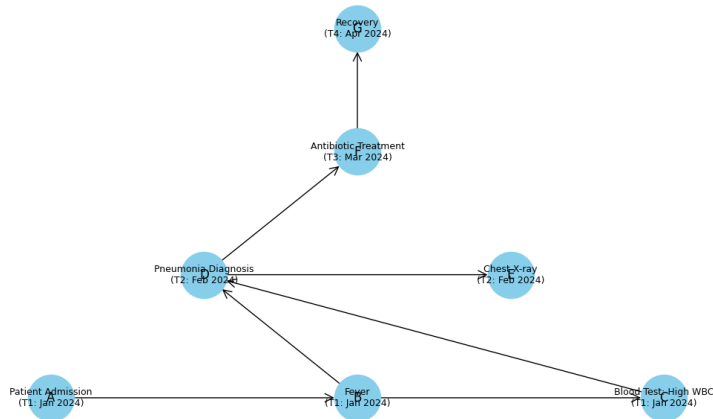 Recovery
(T4: Apr 2024)
G
Antibiotic Treatment
(T3: Mar 2024)
F
Pneumonia Diagnosis
(T2: Feb 2024)
D
Chest X-ray
(T2: Feb 2024)
E
Patient Admission
(T1: Jan 2024)
A
Fever
(T1: Jan 2024)
B
Blood Test: High WBC
(T1: Jan 2024)
C